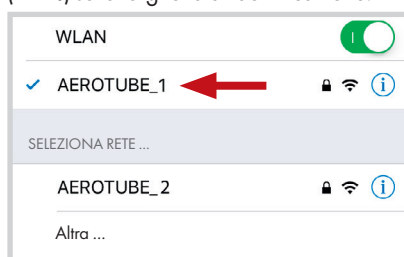 WLAN
AEROTUBE_1
SELEZIONA RETE ...
AEROTUBE_2
Altra ...